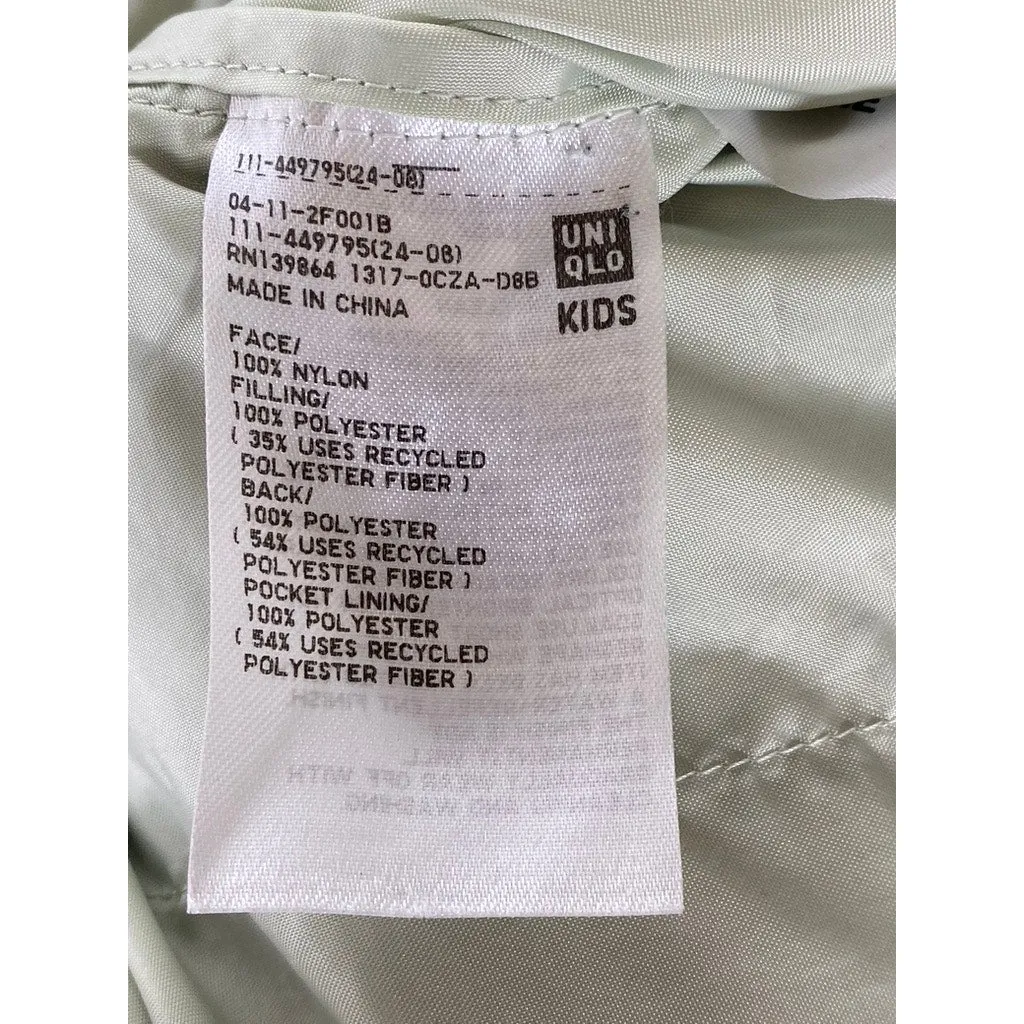 111-449795(24-08)
04-11-2F001B
111-449795(24-08)
RN139864 1317-0CZA-D8B
MADE IN CHINA
UNI
QLO
KIDS
FACE/
100% NYLON
FILLING/
100% POLYESTER
( 35% USES RECYCLED
POLYESTER FIBER )
BACK/
100% POLYESTER
( 54% USES RECYCLED
POLYESTER FIBER )
POCKET LINING/
100% POLYESTER
( 54% USES RECYCLED
POLYESTER FIBER )